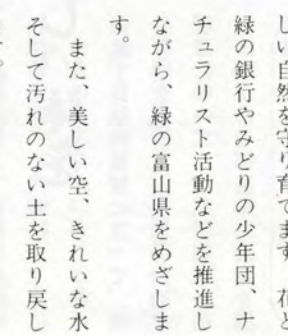 しい自然を守り育てます。花と
緑の銀行やみどりの少年団、ナ
チュラリスト活動などを推進し
ながら、緑の富山県をめざしま
す。
また、美しい空、きれいな水
そして汚れのない土を取り戻し
す。